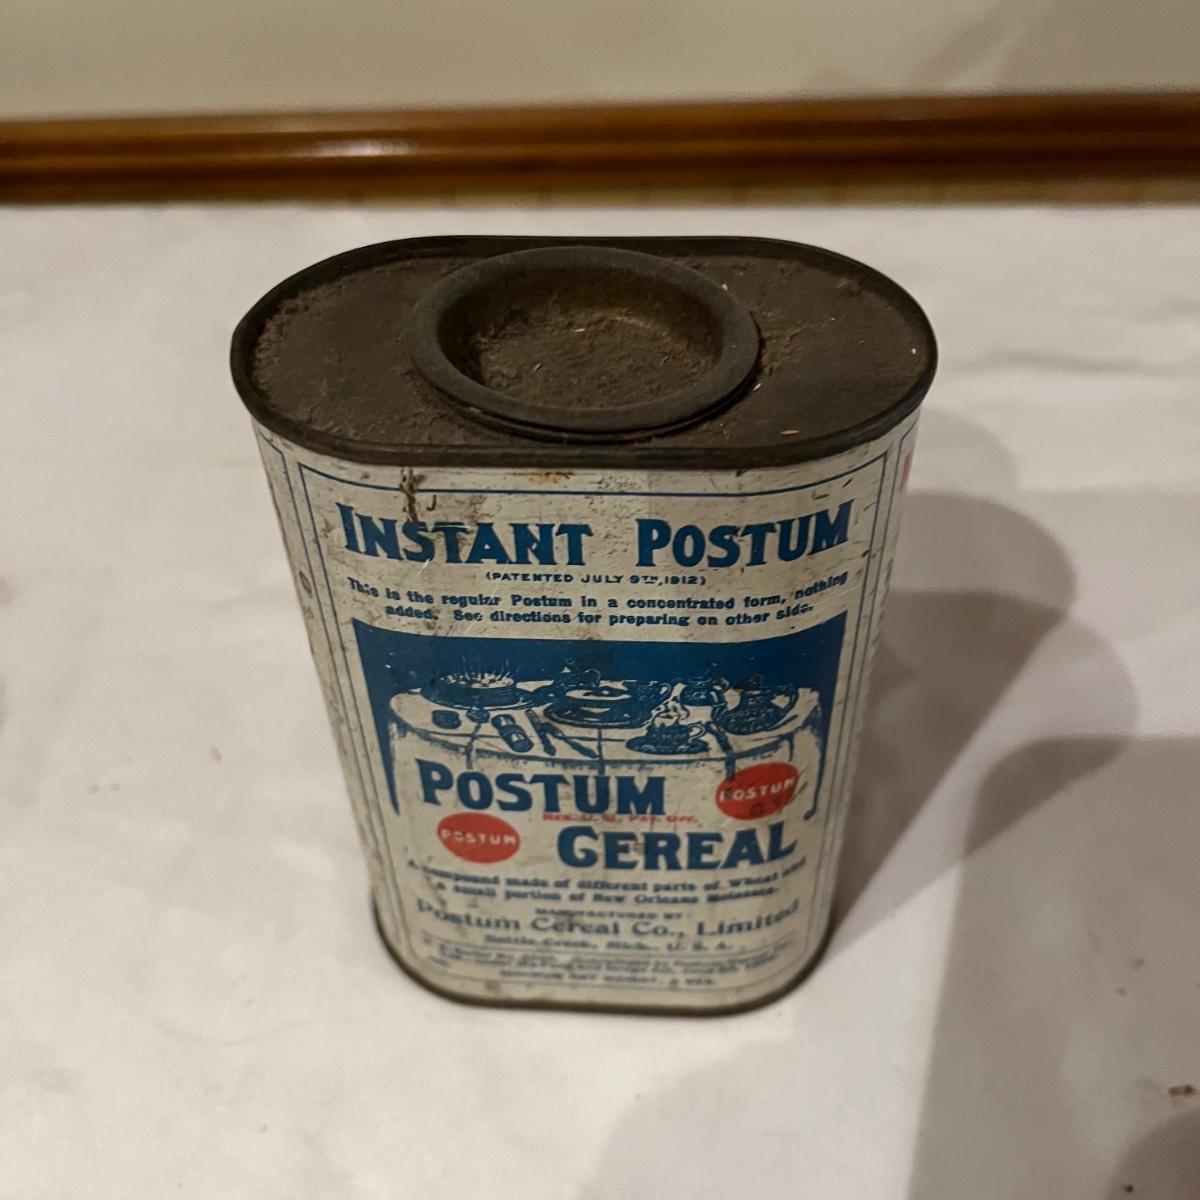 INSTANT POSTUM
(PATENTED JULY 9TH, 1912)
This is the regular Postum in a concentrated form, nothing
added. See directions for preparing on other side.
POSTUM
POSTUM
REG. U. S. PAT. OFF.
POSTUM
CEREAL
A compound made of different parts of Wheat and
a small portion of New Orleans Molasses.
MANUFACTURED BY
Postum Cereal Co., Limited
Battle Creek, Mich., U. S. A.